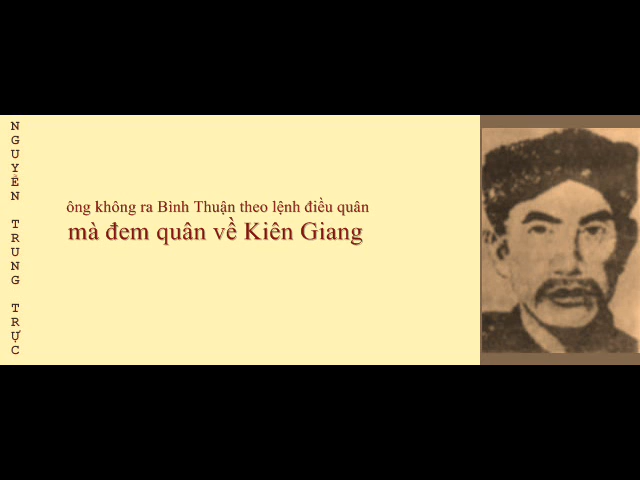 NGUYỄN TRUNG TRỰC
ông không ra Bình Thuận theo lệnh điều quân
mà đem quân về Kiên Giang